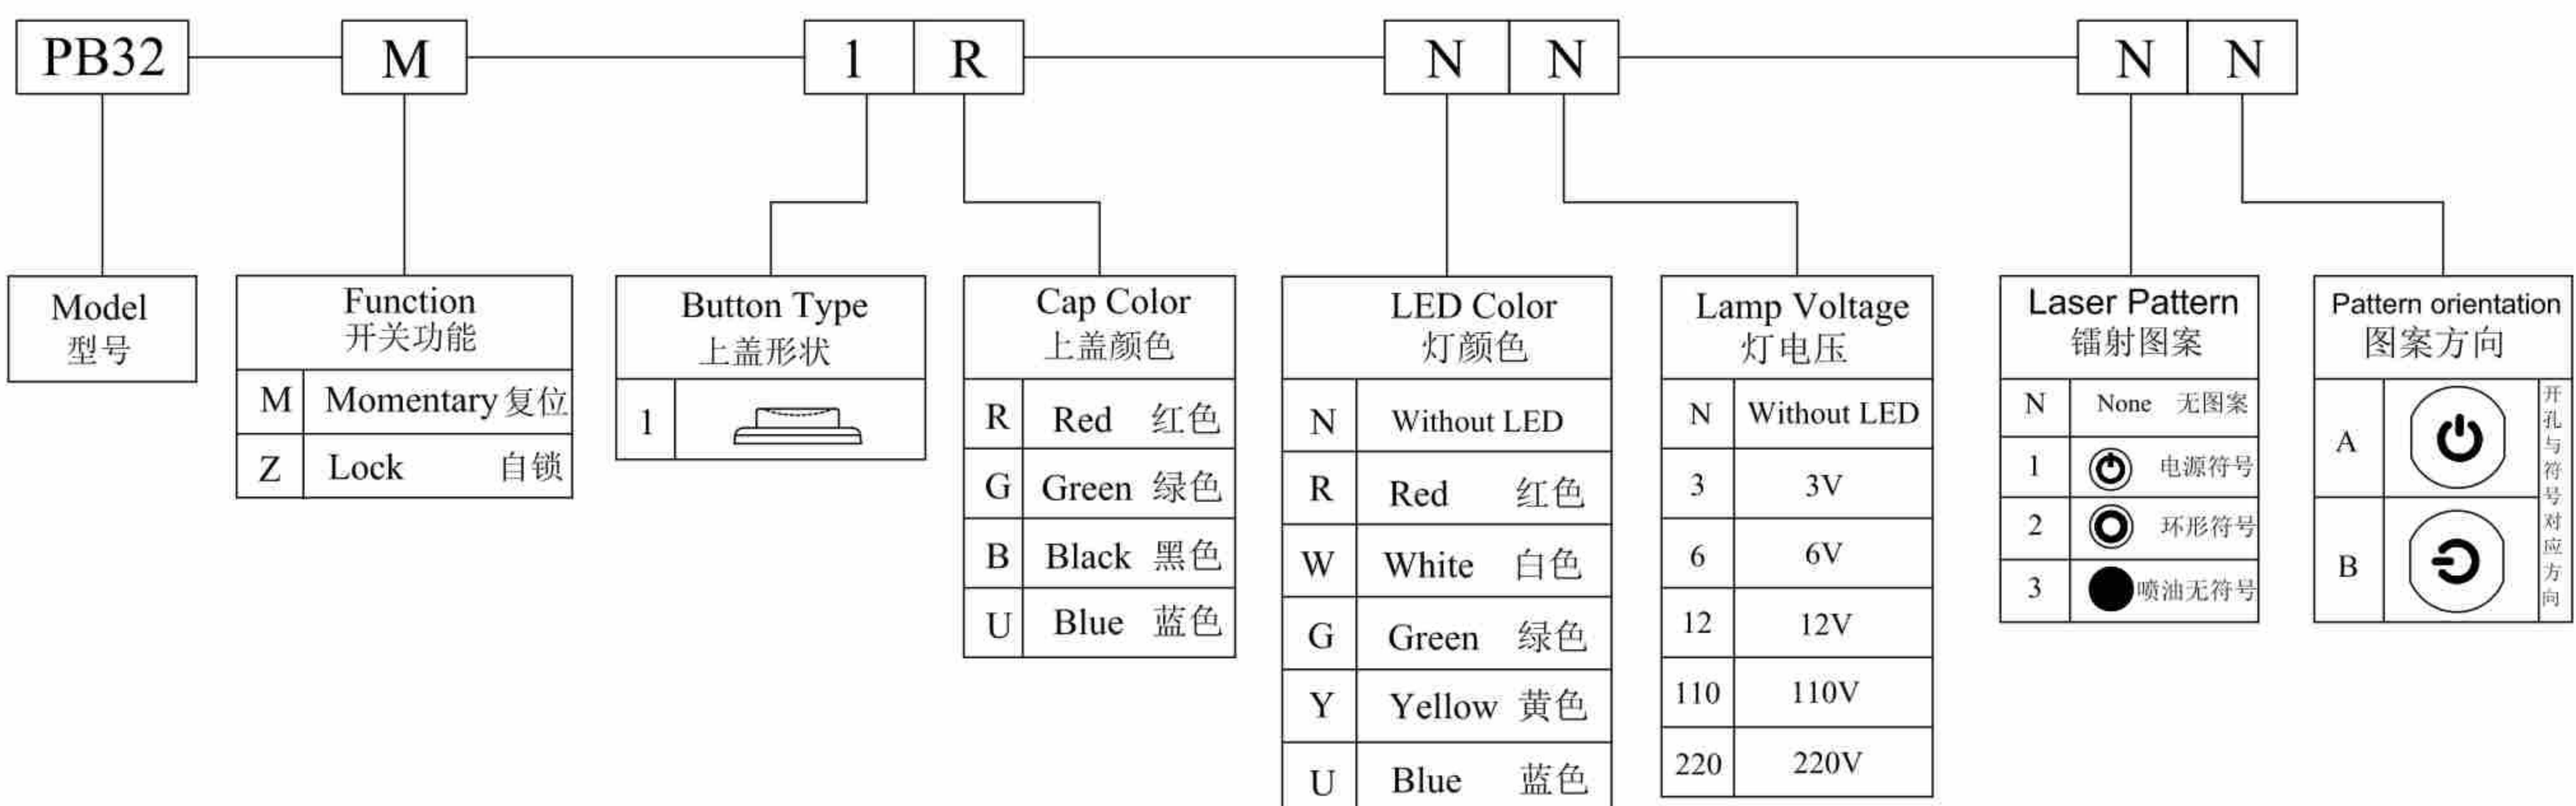 PB32 M 1 R N N N N
Model
型号
Function
开关功能
M Momentary 复位
Z Lock 自锁
Button Type
上盖形状
1
Cap Color
上盖颜色
R Red 红色
G Green 绿色
B Black 黑色
U Blue 蓝色
LED Color
灯颜色
N Without LED
R Red 红色
W White 白色
G Green 绿色
Y Yellow 黄色
U Blue 蓝色
Lamp Voltage
灯电压
N Without LED
3 3V
6 6V
12 12V
110 110V
220 220V
Laser Pattern
镭射图案
N None 无图案
1 电源符号
2 环形符号
3 喷油无符号
Pattern orientation
图案方向
A
B
开孔与符号对应方向